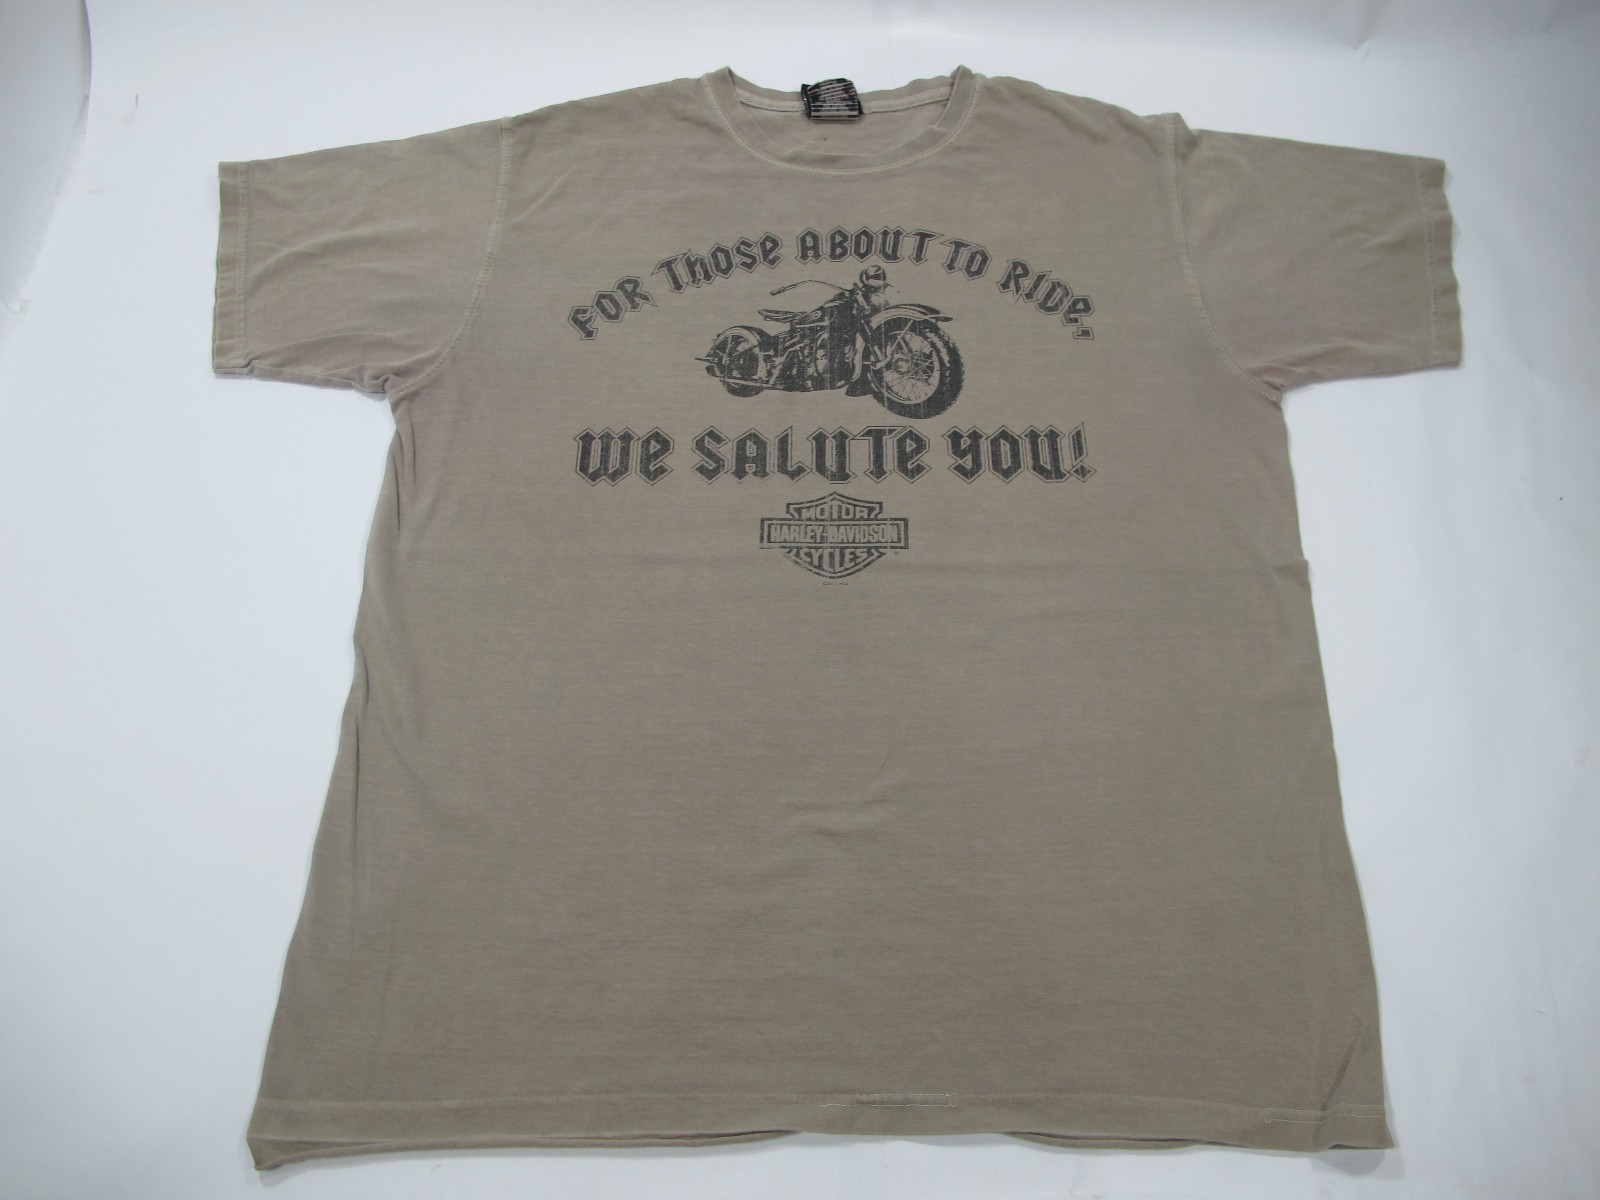 FOR THOSE ABOUT TO RIDE,
WE SALUTE YOU!
MOTOR
HARLEY-DAVIDSON
CYCLES